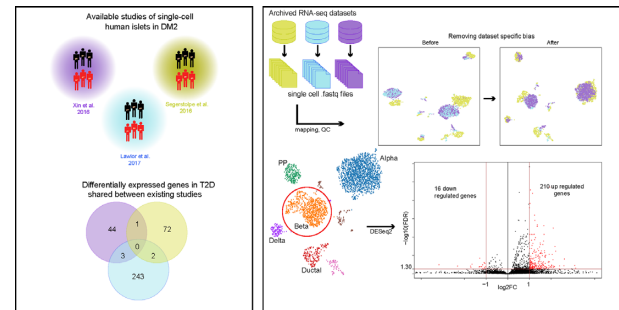 Available studies of single-cell
human islets in DM2
Xin et al.
2016
Segerstolpe et al.
2016
Lawlor et al.
2017
Differentially expressed genes in T2D
shared between existing studies
44
1
72
0
3
2
243
Archived RNA-seq datasets
single cell fastq files
mapping, QC
Removing dataset specific bias
Before
After
PP
Alpha
Beta
Delta
Ductal
DESeq2
16 down
regulated genes
210 up regulated
genes
-log10(FDR)
1.30
-1
0
1
log2FC